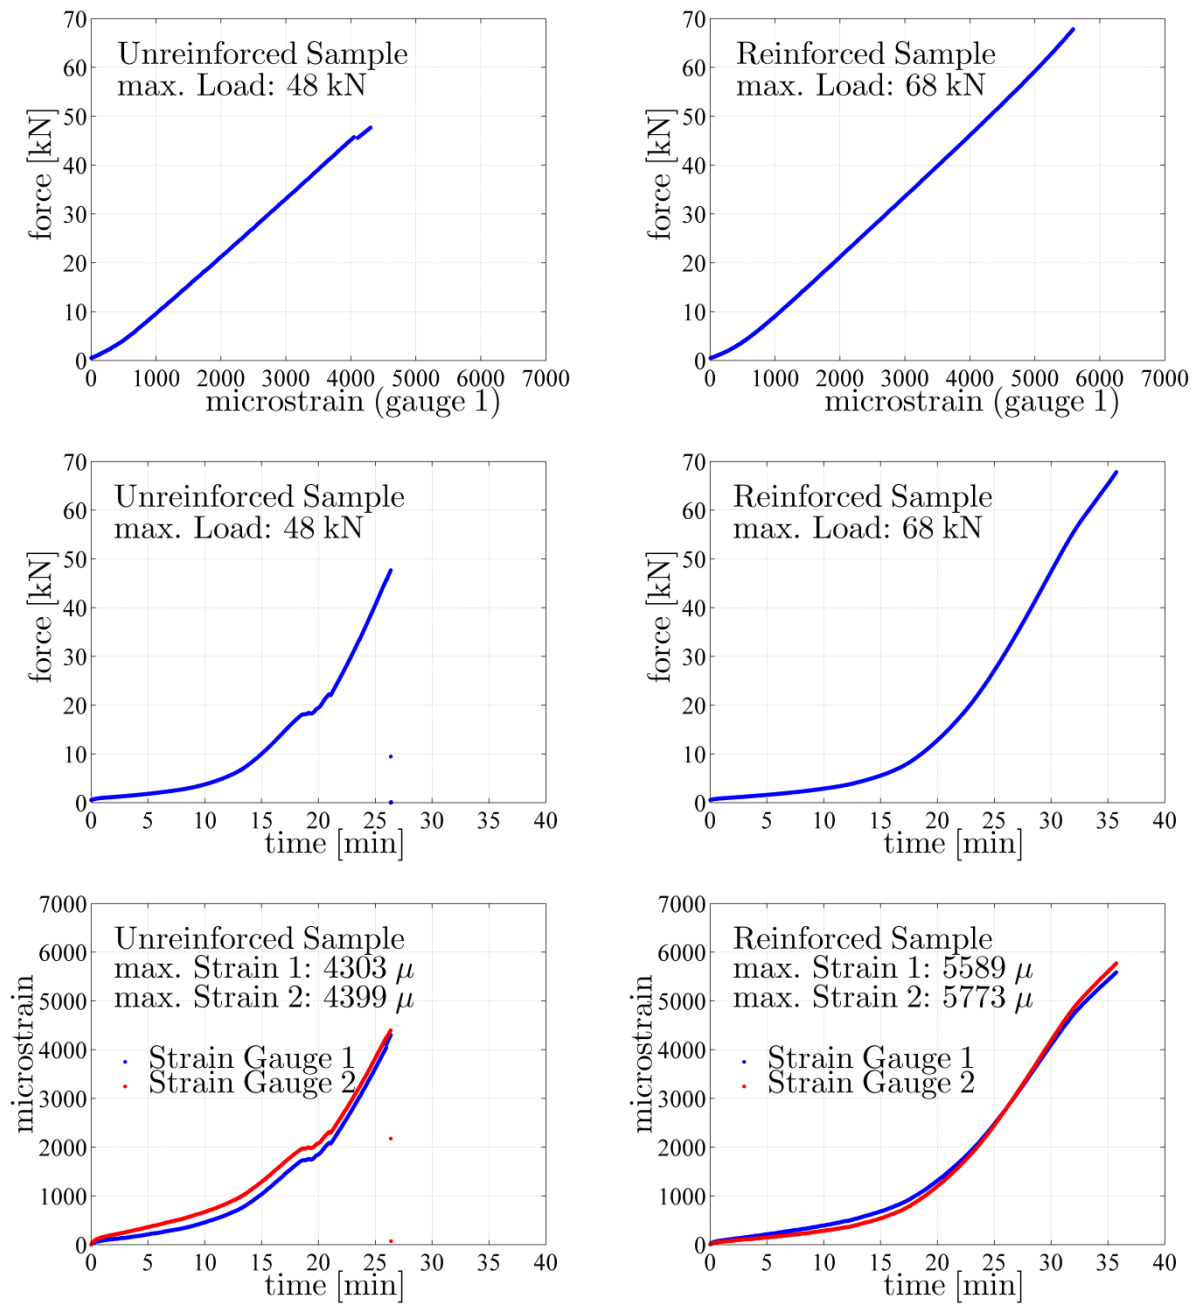 70
60
50
40
30
20
10
0
force [kN]
Unreinforced Sample
max. Load: 48 kN
0 1000 2000 3000 4000 5000 6000 7000
microstrain (gauge 1)
70
60
50
40
30
20
10
0
force [kN]
Reinforced Sample
max. Load: 68 kN
0 1000 2000 3000 4000 5000 6000 7000
microstrain (gauge 1)
70
60
50
40
30
20
10
0
force [kN]
Unreinforced Sample
max. Load: 48 kN
0 5 10 15 20 25 30 35 40
time [min]
70
60
50
40
30
20
10
0
force [kN]
Reinforced Sample
max. Load: 68 kN
0 5 10 15 20 25 30 35 40
time [min]
7000
6000
5000
4000
3000
2000
1000
0
microstrain
Unreinforced Sample
max. Strain 1: 4303 μ
max. Strain 2: 4399 μ
Strain Gauge 1
Strain Gauge 2
0 5 10 15 20 25 30 35 40
time [min]
7000
6000
5000
4000
3000
2000
1000
0
microstrain
Reinforced Sample
max. Strain 1: 5589 μ
max. Strain 2: 5773 μ
Strain Gauge 1
Strain Gauge 2
0 5 10 15 20 25 30 35 40
time [min]